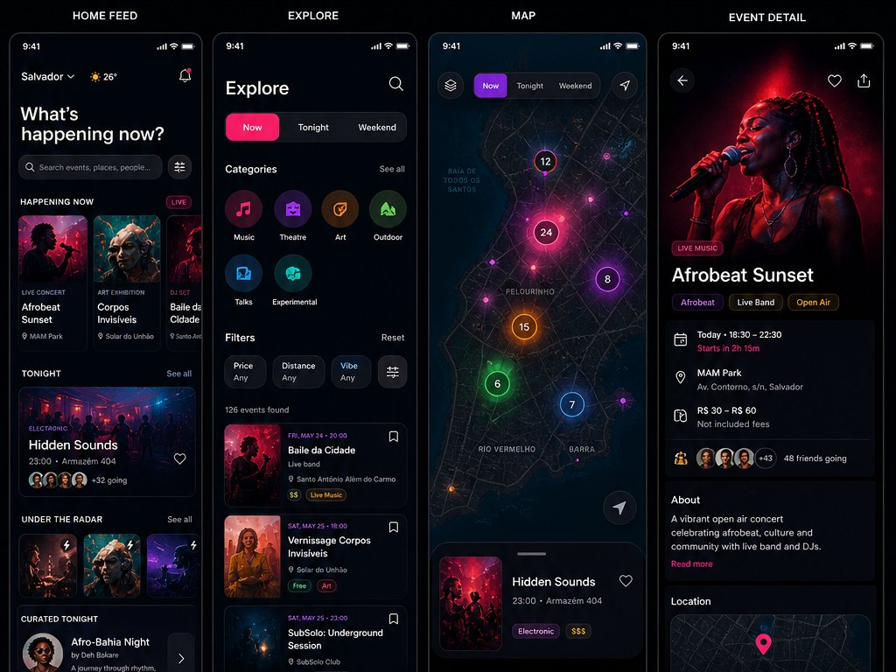 HOME FEED
9:41
Salvador
26°
What's
happening now?
Search events, places, people...
HAPPENING NOW
LIVE
LIVE CONCERT
Afrobeat
Sunset
MAM Park
ART EXHIBITION
Corpos
Invisíveis
Solar do Unhão
DJ SET
Baile da
Cidade
Santo Ant
TONIGHT
See all
ELECTRONIC
Hidden Sounds
23:00 • Armazém 404
+32 going
UNDER THE RADAR
See all
CURATED TONIGHT
Afro-Bahia Night
by Deh Bakare
A journey through rhythm,
EXPLORE
9:41
Explore
Now
Tonight
Weekend
Categories
See all
Music
Theatre
Art
Outdoor
Talks
Experimental
Filters
Reset
Price
Any
Distance
Any
Vibe
Any
126 events found
FRI, MAY 24 • 20:00
Baile da Cidade
Live band
Santo Antônio Além do Carmo
$$
Live Music
SAT, MAY 25 • 18:00
Vernissage Corpos
Invisíveis
Solar do Unhão
Free
Art
SAT, MAY 25 • 23:00
SubSolo: Underground
Session
SubSolo Club
MAP
9:41
Now
Tonight
Weekend
BAÍA DE
TODOS OS
SANTOS
12
24
8
PELOURINHO
15
6
7
RIO VERMELHO
BARRA
Hidden Sounds
23:00 • Armazém 404
Electronic
$$$
EVENT DETAIL
9:41
LIVE MUSIC
Afrobeat Sunset
Afrobeat
Live Band
Open Air
Today • 18:30 – 22:30
Starts in 2h 15m
MAM Park
Av. Contorno, s/n, Salvador
R$ 30 – R$ 60
Not included fees
+43
48 friends going
About
A vibrant open air concert
celebrating afrobeat, culture and
community with live band and DJs.
Read more
Location